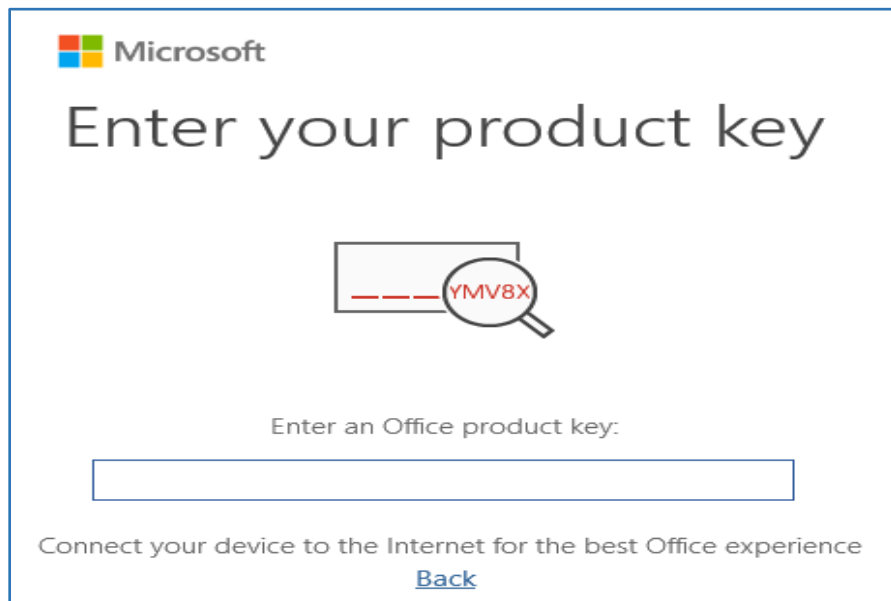 Microsoft
Enter your product key
___YMV8X
Enter an Office product key:
Connect your device to the Internet for the best Office experience
Back